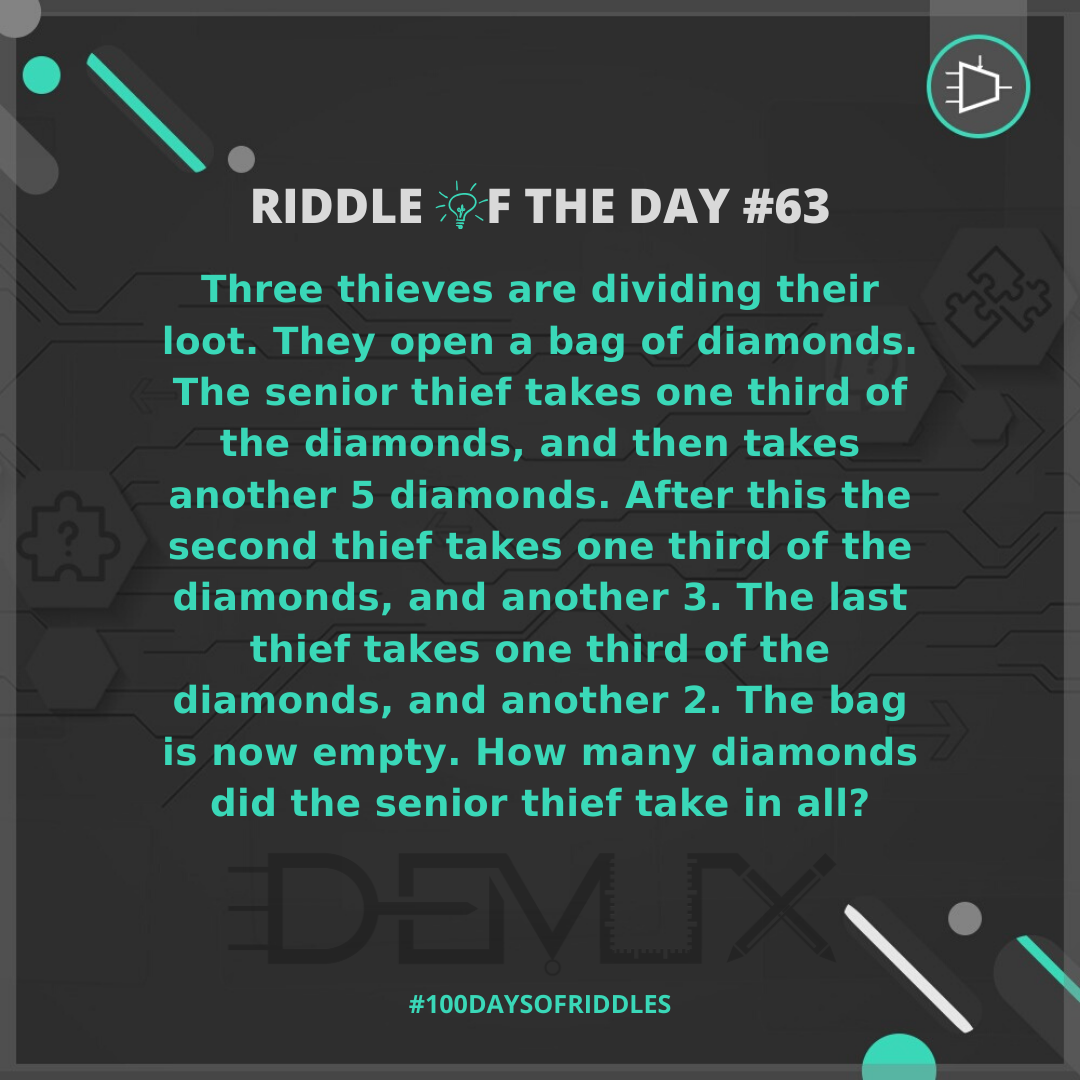 RIDDLE OF THE DAY #63
Three thieves are dividing their
loot. They open a bag of diamonds.
The senior thief takes one third of
the diamonds, and then takes
another 5 diamonds. After this the
second thief takes one third of the
diamonds, and another 3. The last
thief takes one third of the
diamonds, and another 2. The bag
is now empty. How many diamonds
did the senior thief take in all?
DEMUX
#100DAYSOFRIDDLES